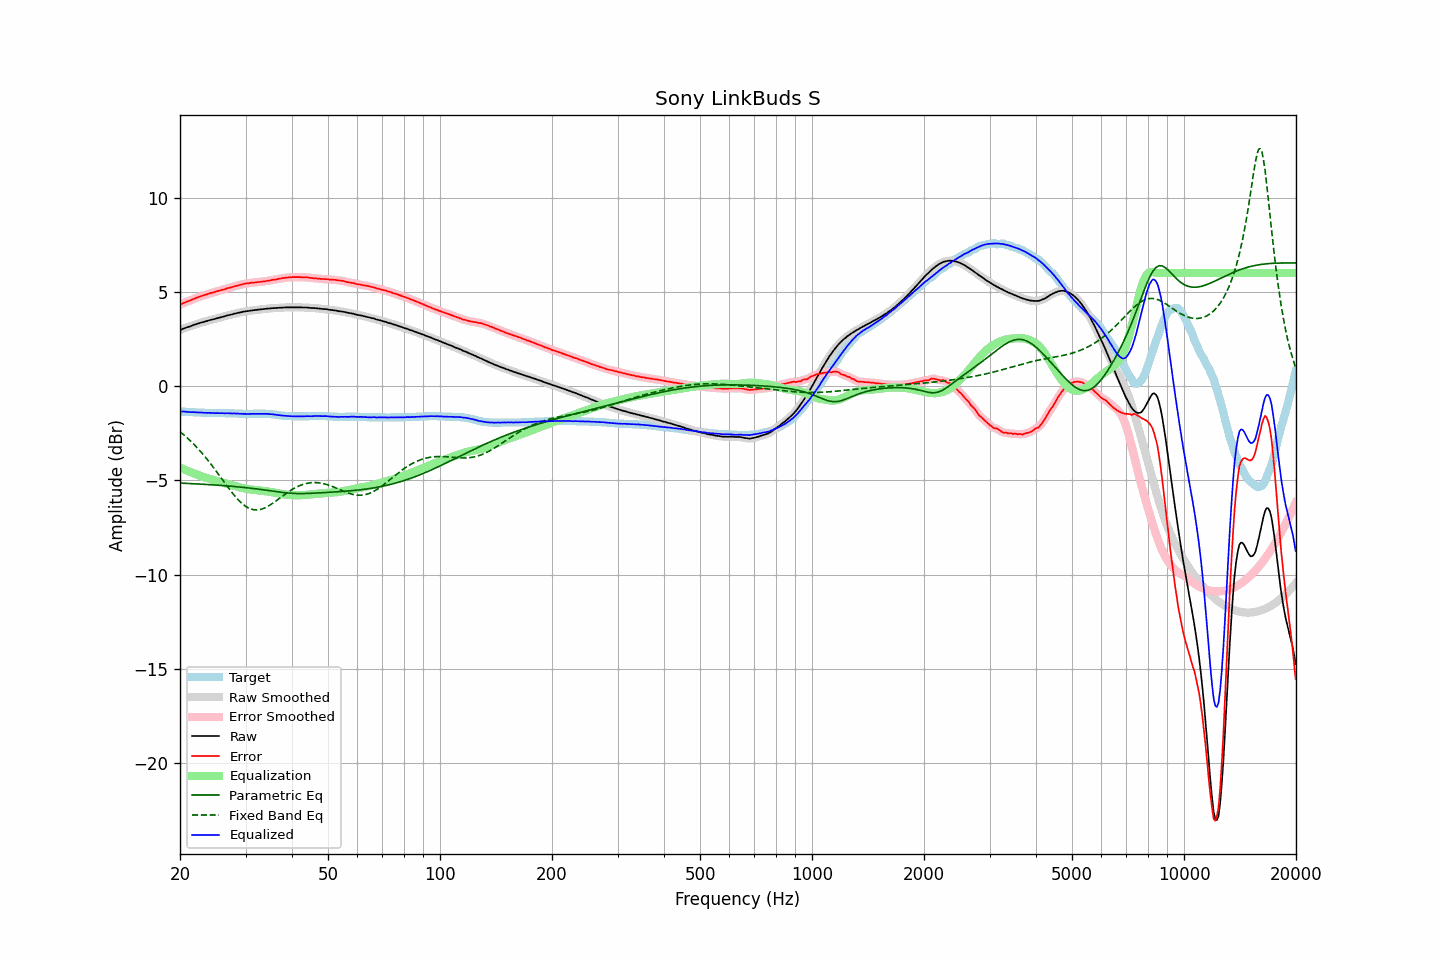 Sony LinkBuds S
Amplitude (dBr)
10
5
0
−5
−10
−15
−20
Target
Raw Smoothed
Error Smoothed
Raw
Error
Equalization
Parametric Eq
Fixed Band Eq
Equalized
20 50 100 200 500 1000 2000 5000 10000 20000
Frequency (Hz)